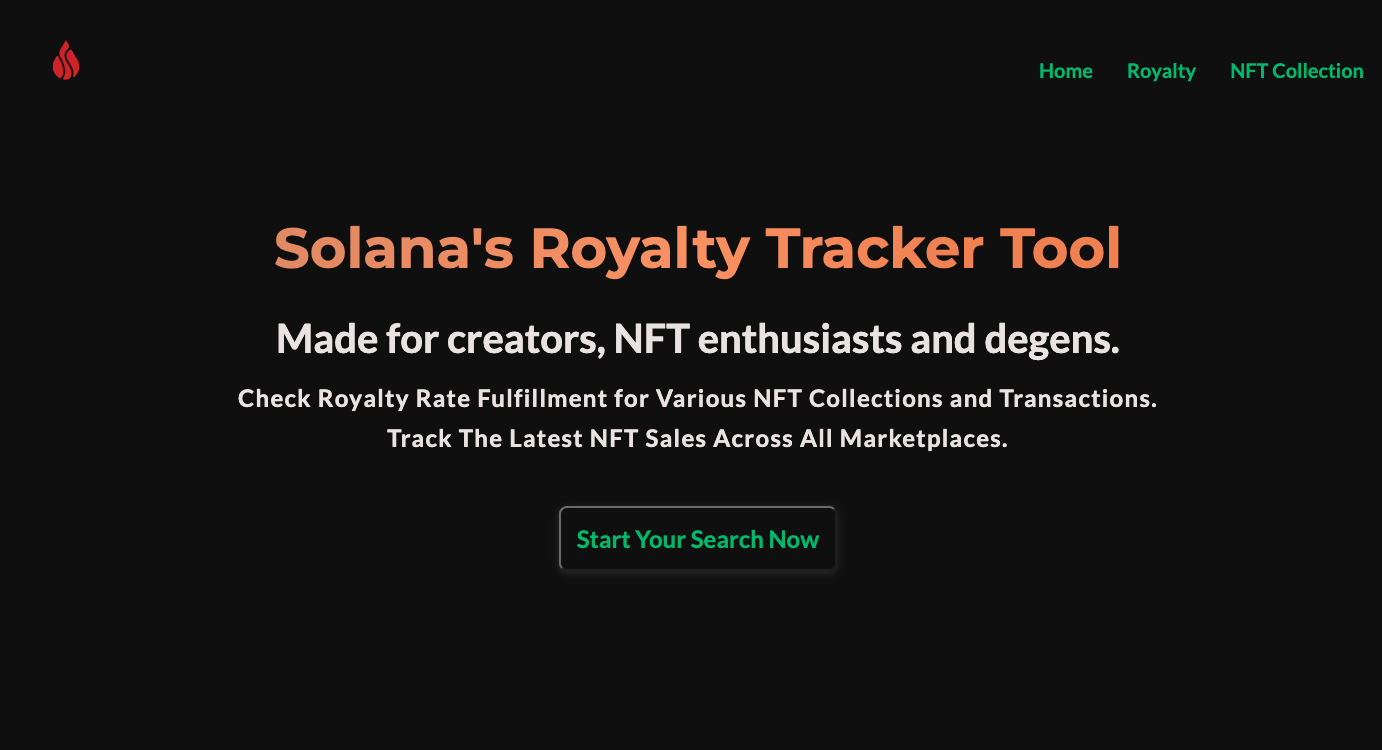 Home Royalty NFT Collection
Solana's Royalty Tracker Tool
Made for creators, NFT enthusiasts and degens.
Check Royalty Rate Fulfillment for Various NFT Collections and Transactions.
Track The Latest NFT Sales Across All Marketplaces.
Start Your Search Now